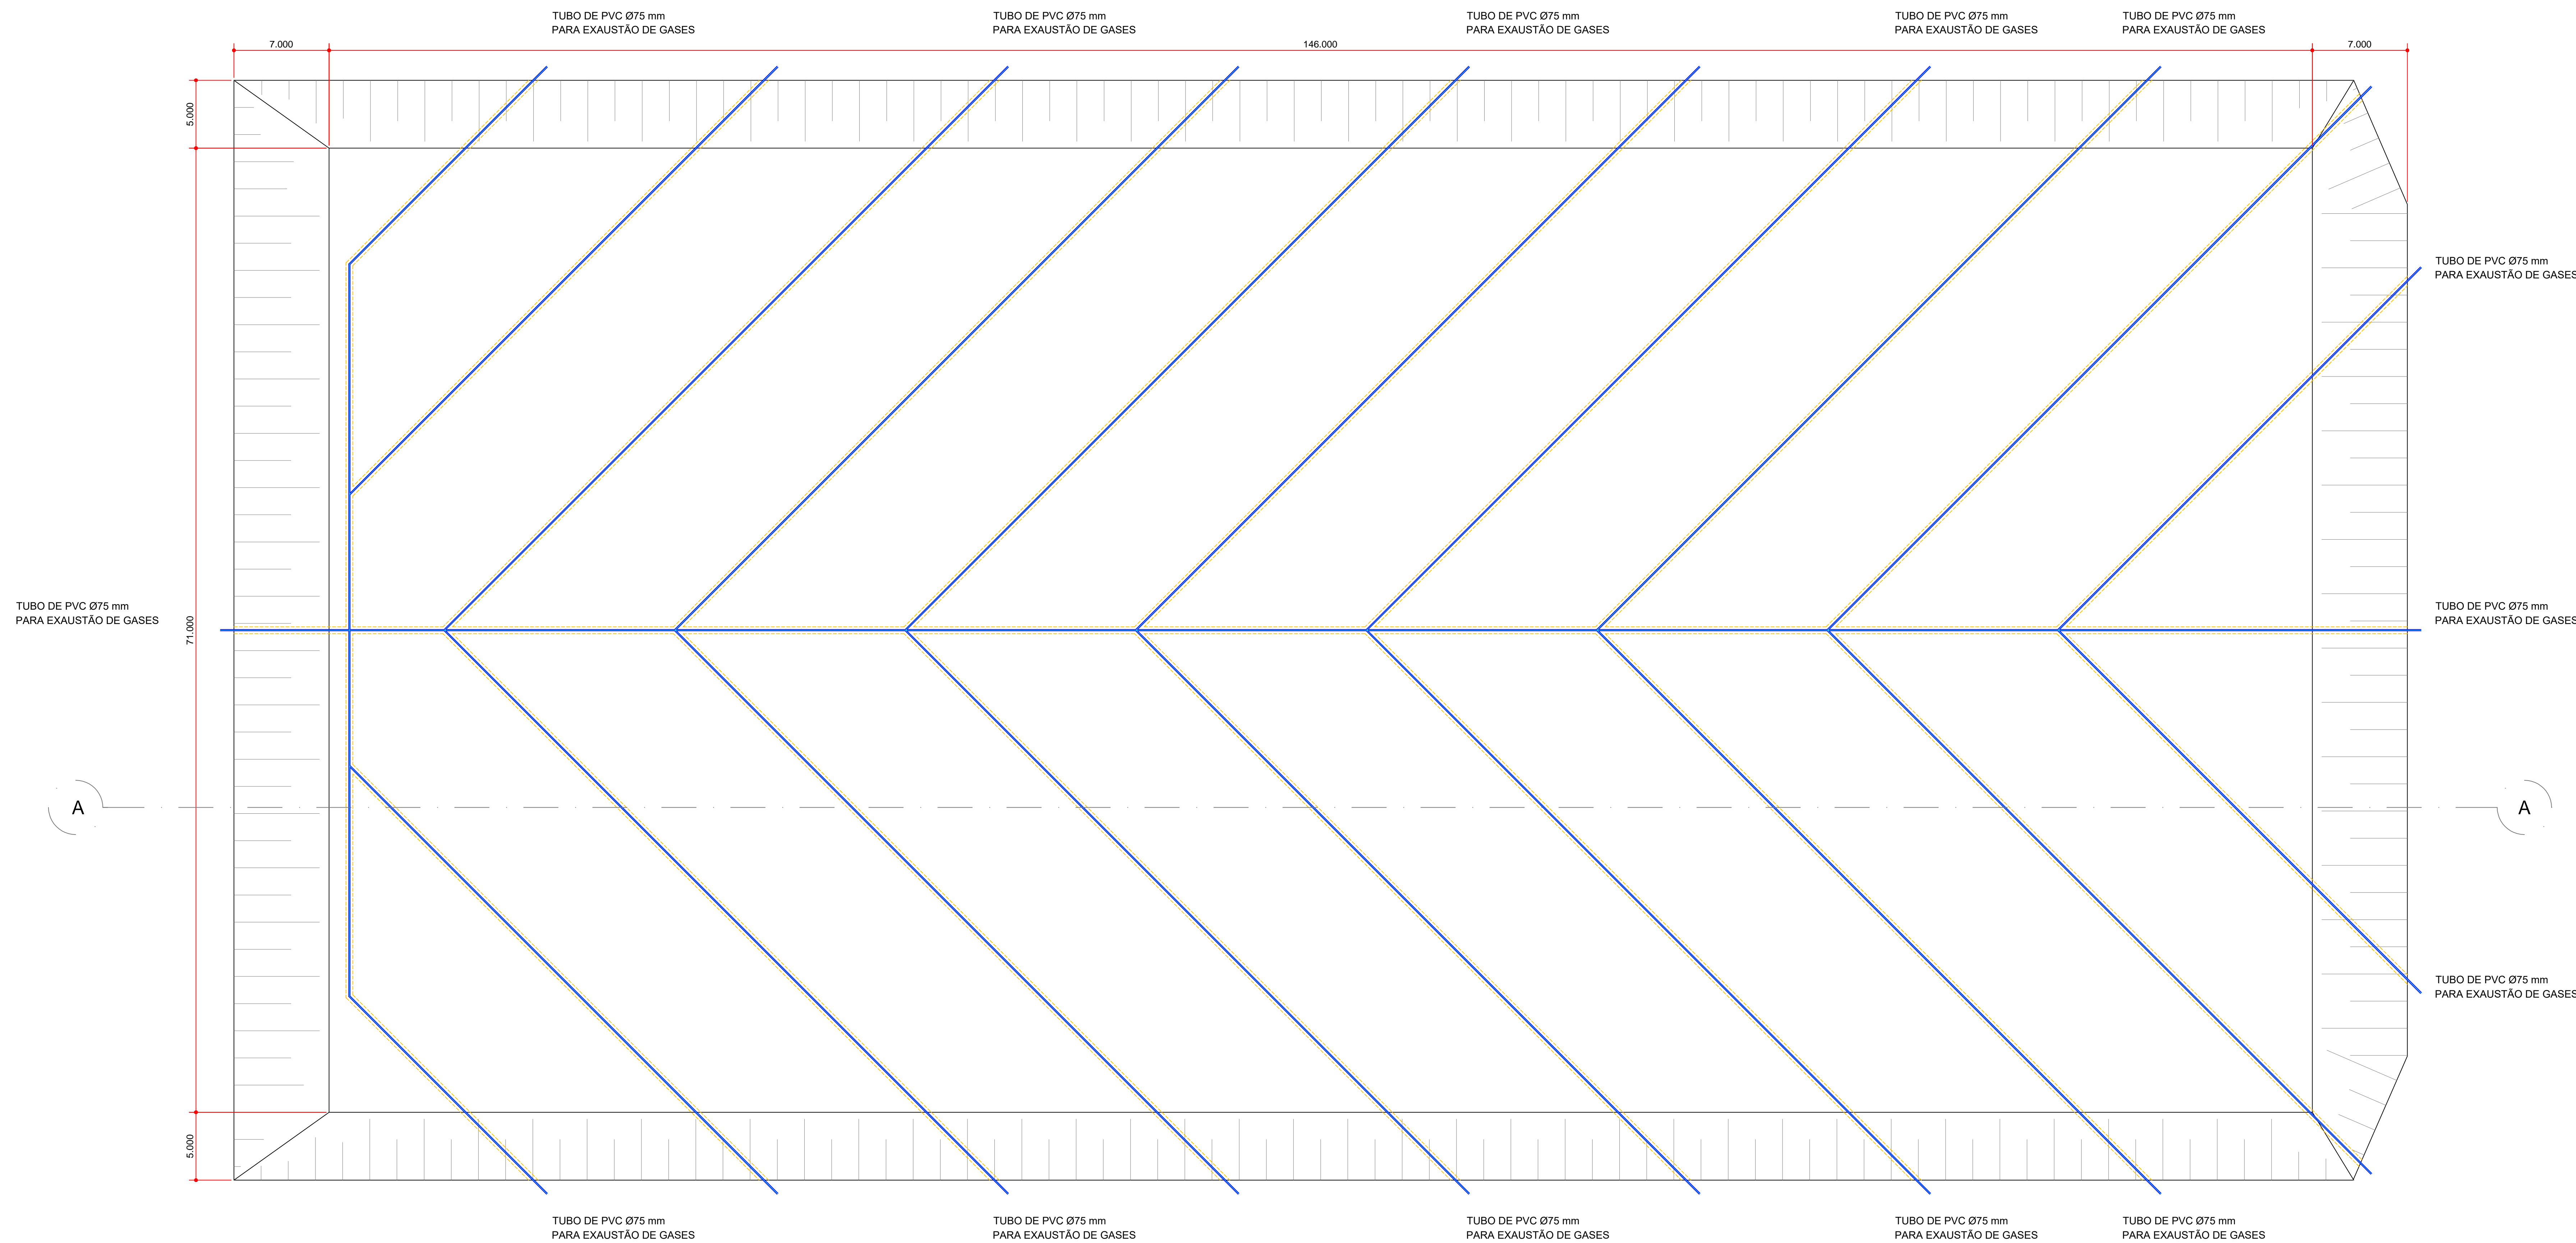 TUBO DE PVC Ø75 mm
PARA EXAUSTÃO DE GASES
TUBO DE PVC Ø75 mm
PARA EXAUSTÃO DE GASES
TUBO DE PVC Ø75 mm
PARA EXAUSTÃO DE GASES
TUBO DE PVC Ø75 mm
PARA EXAUSTÃO DE GASES
TUBO DE PVC Ø75 mm
PARA EXAUSTÃO DE GASES
7.000
146.000
7.000
5.000
TUBO DE PVC Ø75 mm
PARA EXAUSTÃO DE GASES
TUBO DE PVC Ø75 mm
PARA EXAUSTÃO DE GASES
71.000
TUBO DE PVC Ø75 mm
PARA EXAUSTÃO DE GASES
A
A
TUBO DE PVC Ø75 mm
PARA EXAUSTÃO DE GASES
5.000
TUBO DE PVC Ø75 mm
PARA EXAUSTÃO DE GASES
TUBO DE PVC Ø75 mm
PARA EXAUSTÃO DE GASES
TUBO DE PVC Ø75 mm
PARA EXAUSTÃO DE GASES
TUBO DE PVC Ø75 mm
PARA EXAUSTÃO DE GASES
TUBO DE PVC Ø75 mm
PARA EXAUSTÃO DE GASES